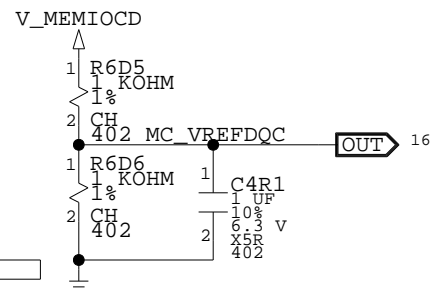 V_MEMIOCD
1 R6D5
1 KOHM
1%
2 CH
402 MC_VREFDQC
OUT 16
1 R6D6
1 KOHM
1%
2 CH
402
1 C4R1
1 UF
10%
6.3 V
2 X5R
402